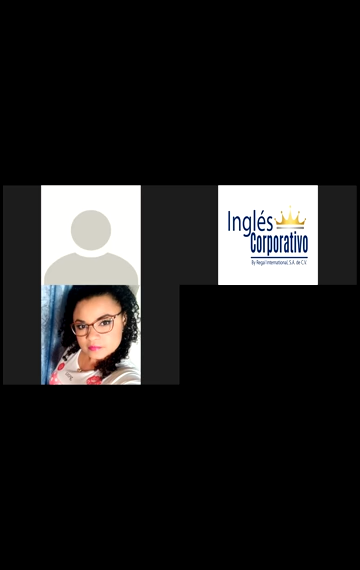 Inglés
Corporativo
By Regal International, S.A. de C.V.